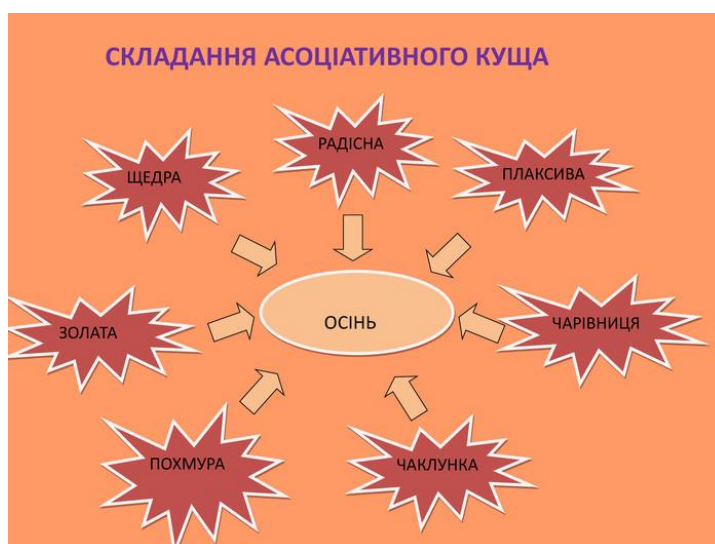 СКЛАДАННЯ АСОЦІАТИВНОГО КУЩА
РАДІСНА
ЩЕДРА
ПЛАКСИВА
ЗОЛАТА
ОСІНЬ
ЧАРІВНИЦЯ
ПОХМУРА
ЧАКЛУНКА